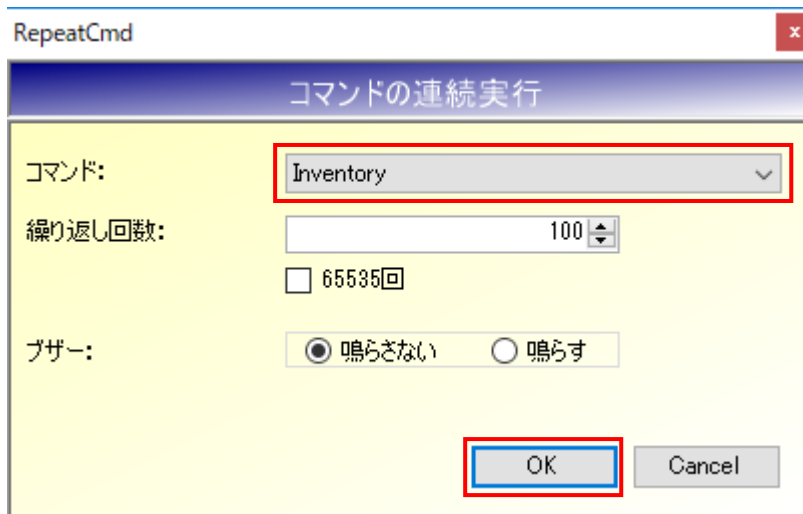 RepeatCmd
コマンドの連続実行
コマンド:
Inventory
繰り返し回数:
100
65535回
ブザー:
鳴らさない 鳴らす
OK Cancel